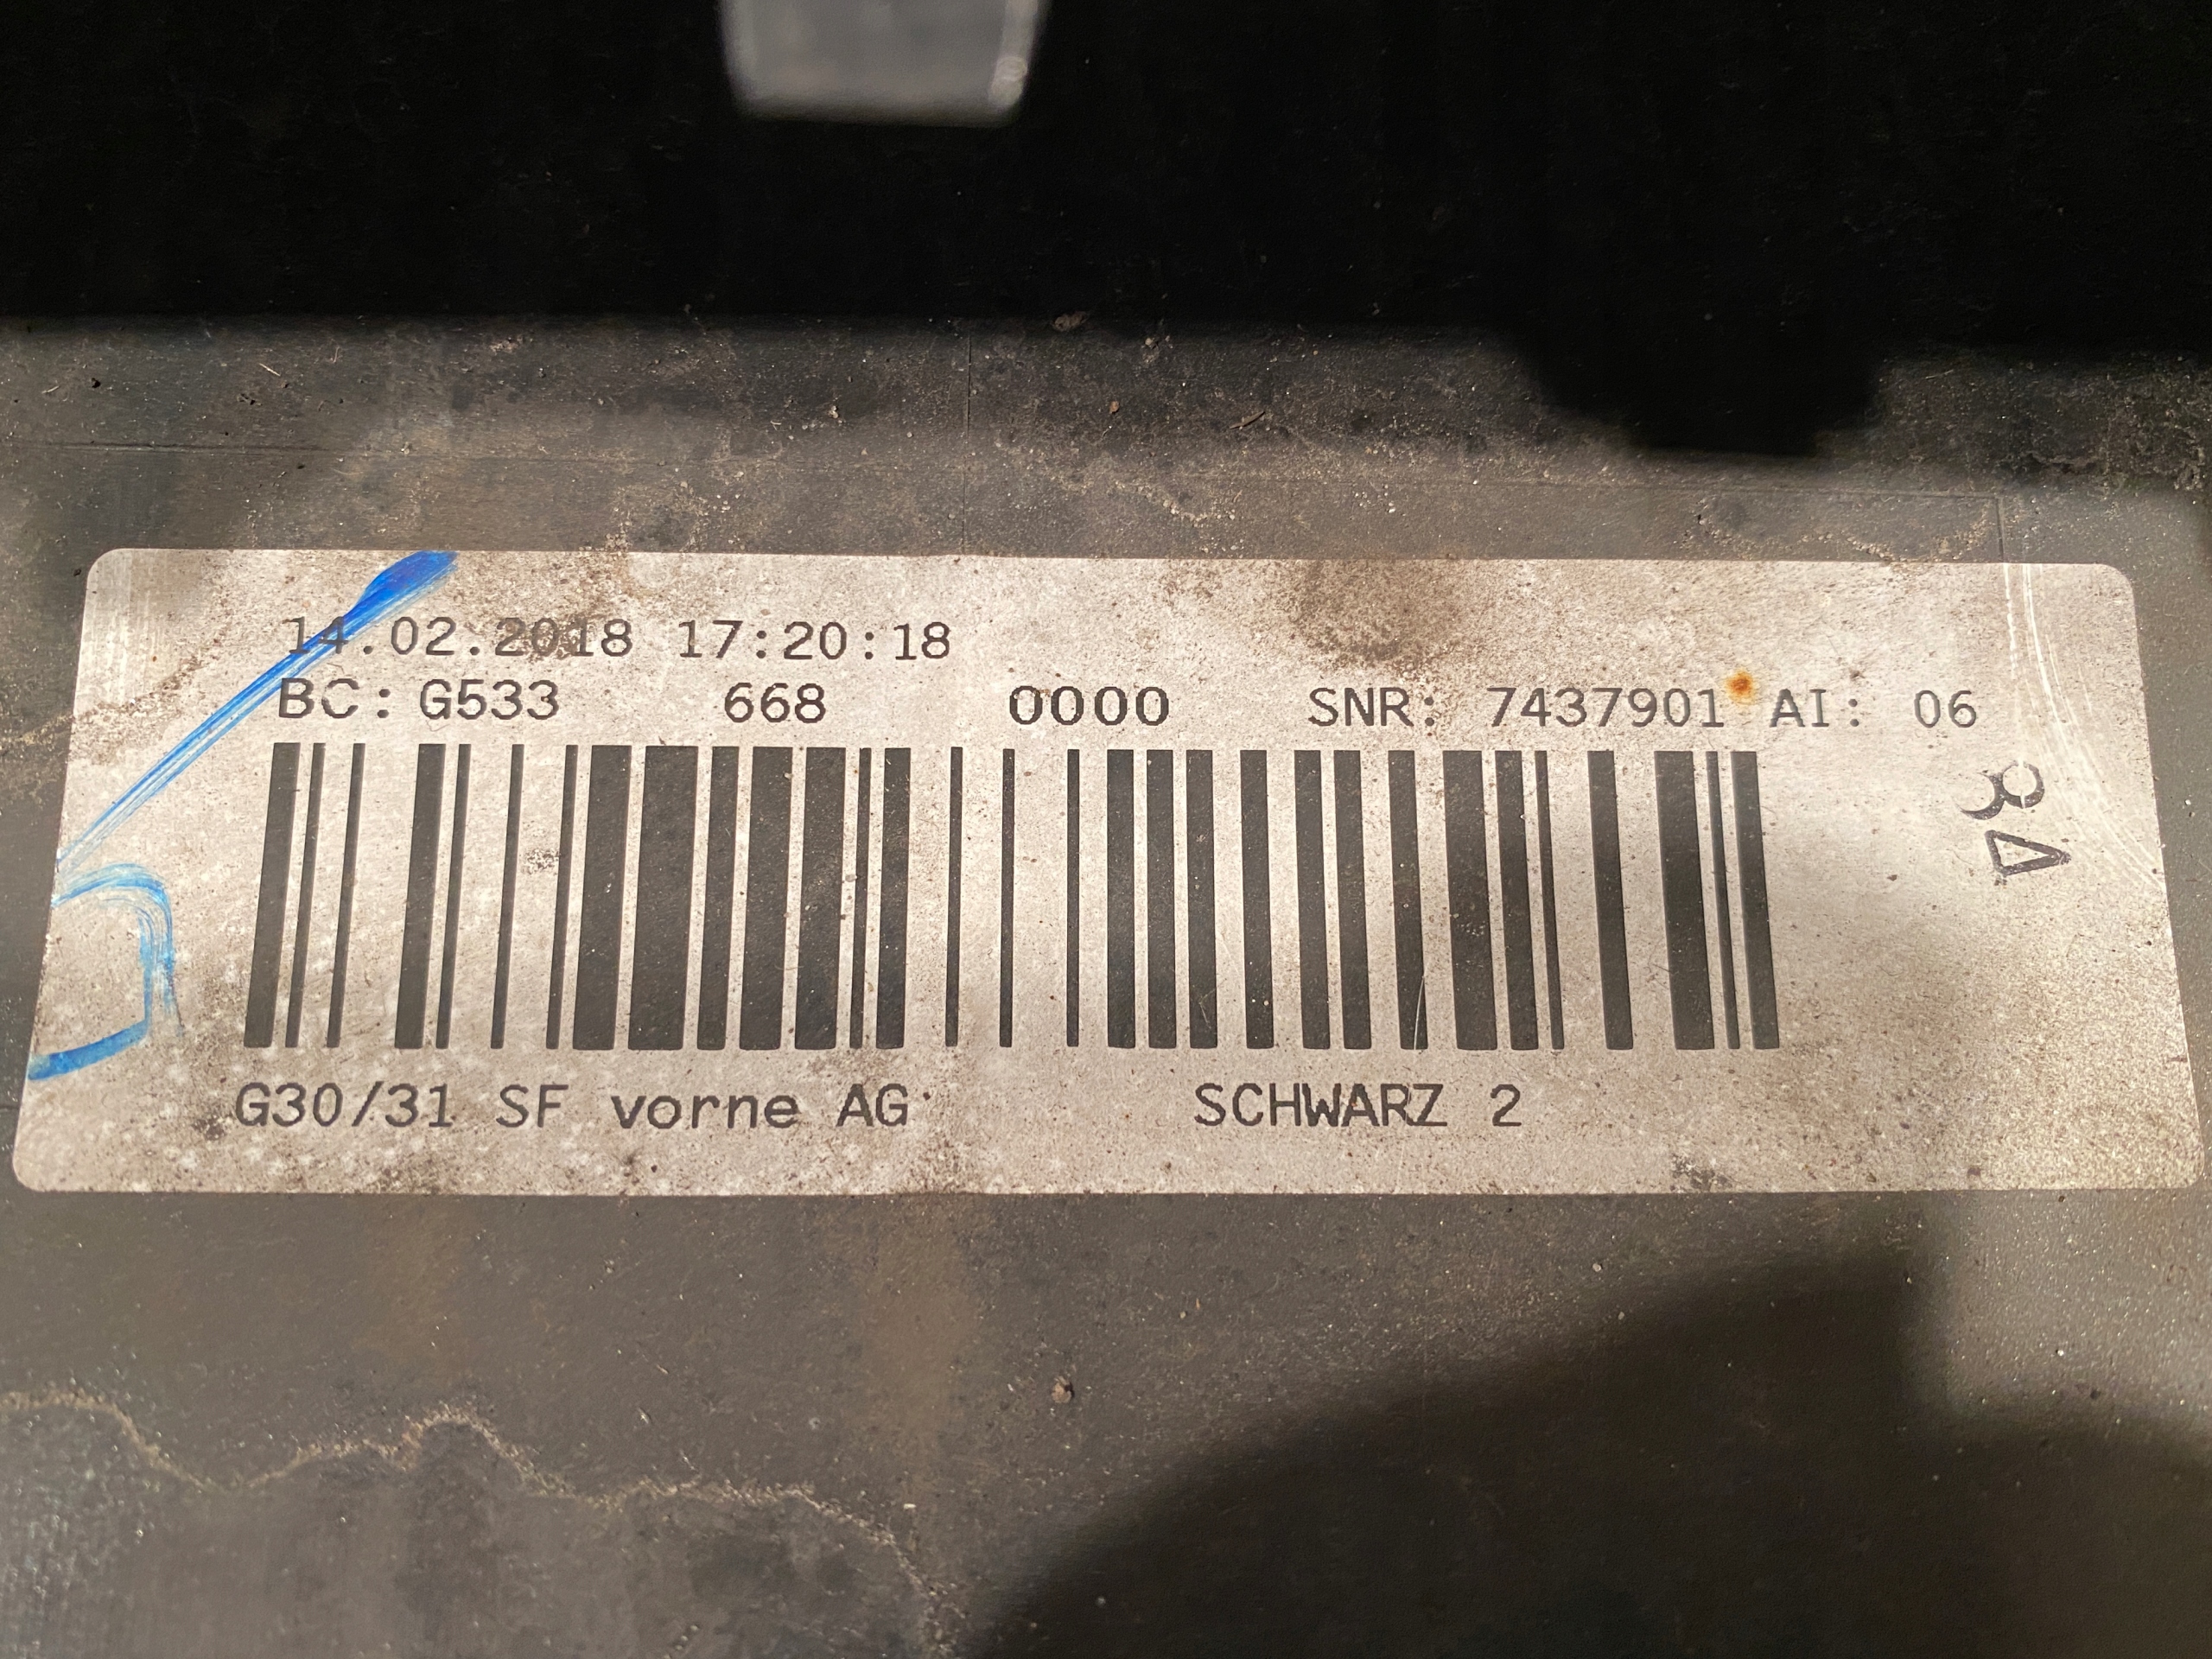 14.02.2018 17:20:18
BC: G533 668 0000 SNR: 7437901 AI: 06
G30/31 SF vorne AG
SCHWARZ 2